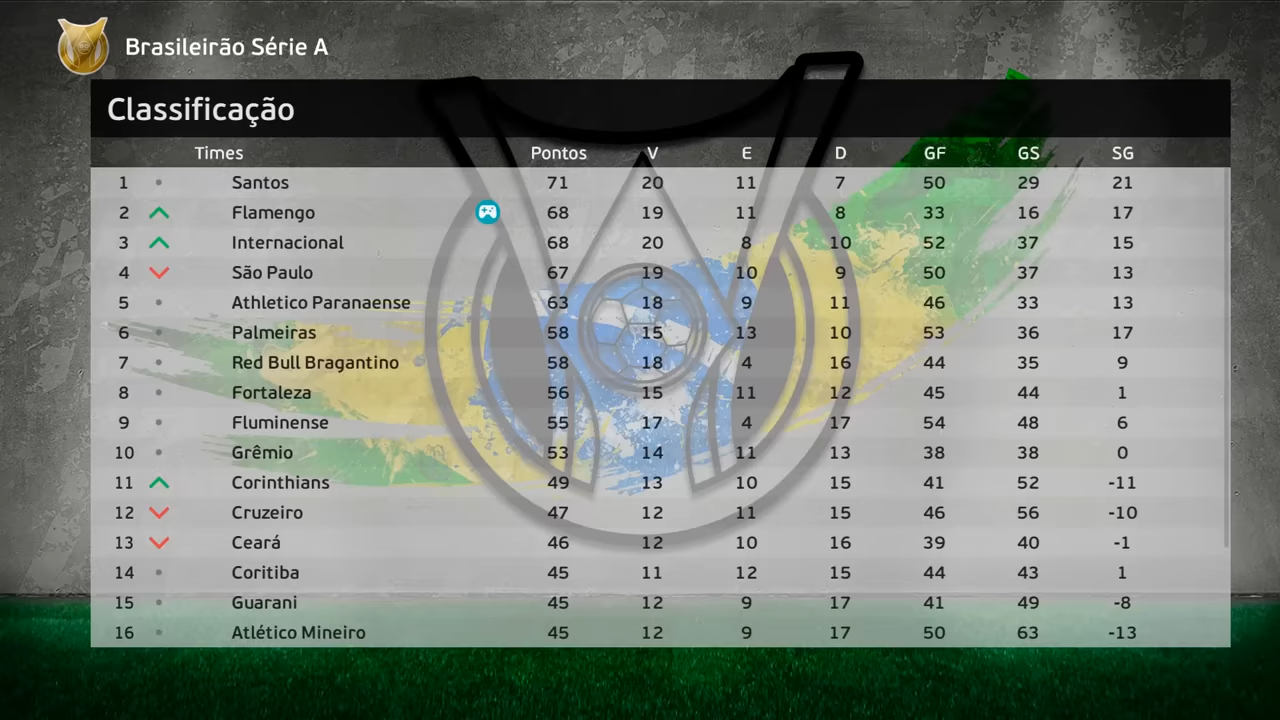 Brasileirão Série A
Classificação
Times Pontos V E D GF GS SG
1 Santos 71 20 11 7 50 29 21
2 Flamengo 68 19 11 8 33 16 17
3 Internacional 68 20 8 10 52 37 15
4 São Paulo 67 19 10 9 50 37 13
5 Athletico Paranaense 63 18 9 11 46 33 13
6 Palmeiras 58 15 13 10 53 36 17
7 Red Bull Bragantino 58 18 4 16 44 35 9
8 Fortaleza 56 15 11 12 45 44 1
9 Fluminense 55 17 4 17 54 48 6
10 Grêmio 53 14 11 13 38 38 0
11 Corinthians 49 13 10 15 41 52 -11
12 Cruzeiro 47 12 11 15 46 56 -10
13 Ceará 46 12 10 16 39 40 -1
14 Coritiba 45 11 12 15 44 43 1
15 Guarani 45 12 9 17 41 49 -8
16 Atlético Mineiro 45 12 9 17 50 63 -13